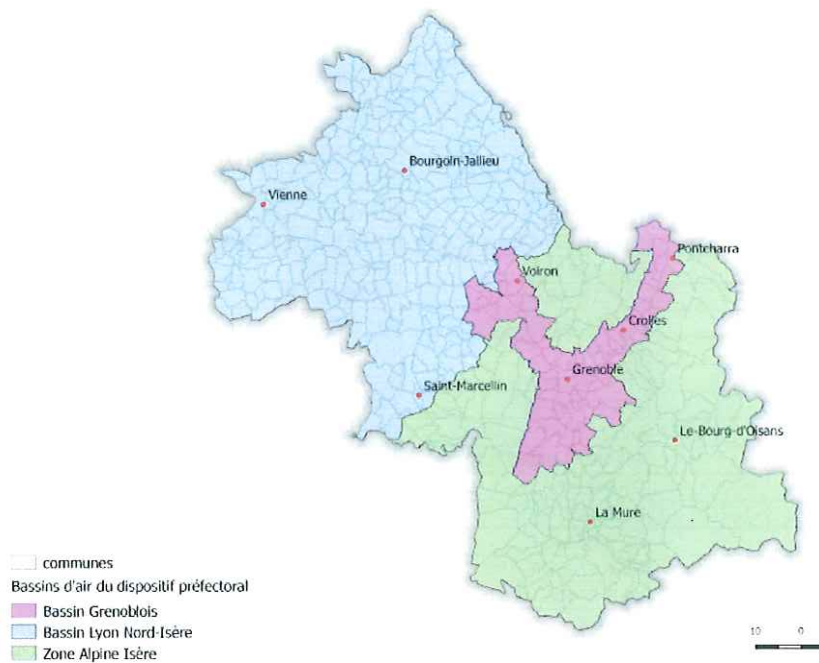 Bourgoin-Jallieu
Vienne
Pontcharra
Voiron
Crolles
Grenoble
Saint-Marcellin
Le-Bourg-d'Oisans
La Mure
communes
Bassins d'air du dispositif préfectoral
Bassin Grenoblois
Bassin Lyon Nord-Isère
Zone Alpine Isère
10 0